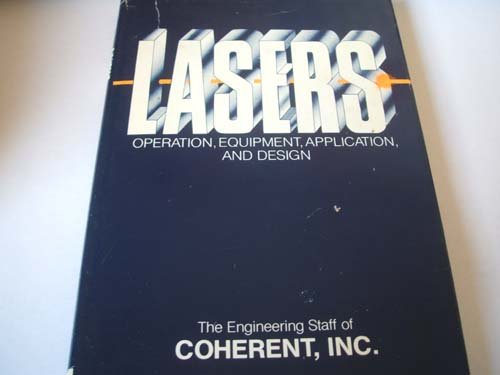 LASERS
OPERATION, EQUIPMENT, APPLICATION,
AND DESIGN
The Engineering Staff of
COHERENT, INC.